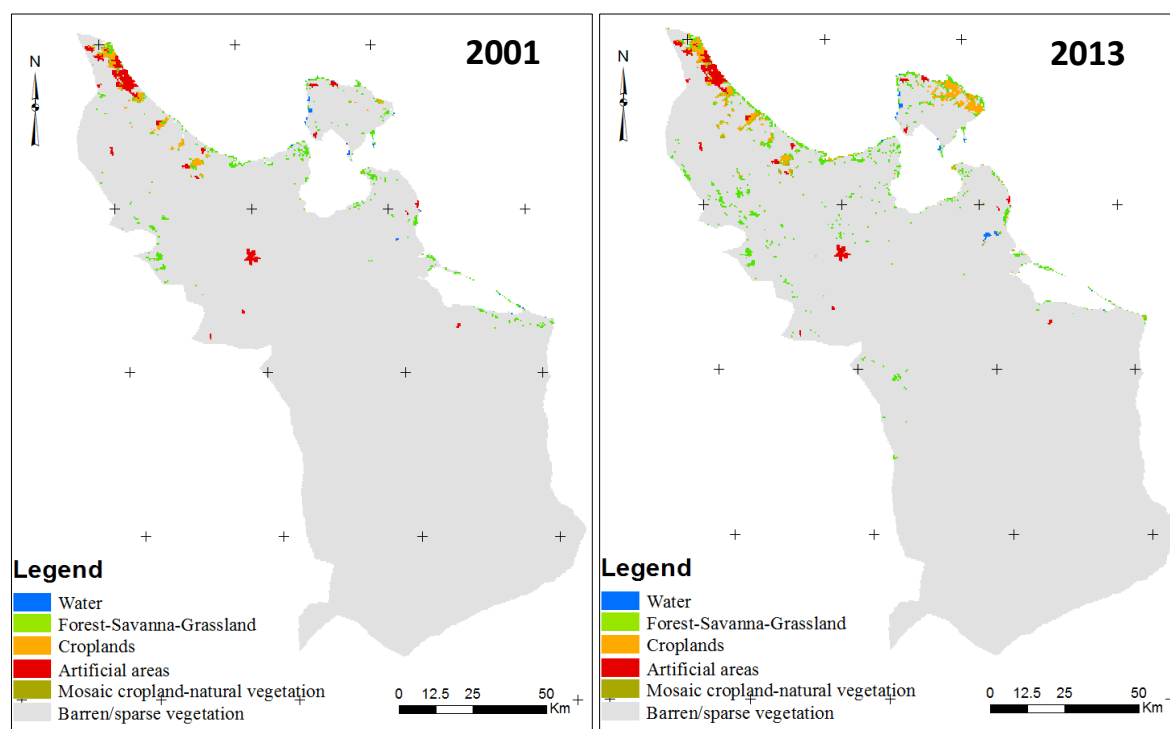 2001
N
Legend
Water
Forest-Savanna-Grassland
Croplands
Artificial areas
Mosaic cropland-natural vegetation
Barren/sparse vegetation
0 12.5 25 50
Km
2013
N
Legend
Water
Forest-Savanna-Grassland
Croplands
Artificial areas
Mosaic cropland-natural vegetation
Barren/sparse vegetation
0 12.5 25 50
Km